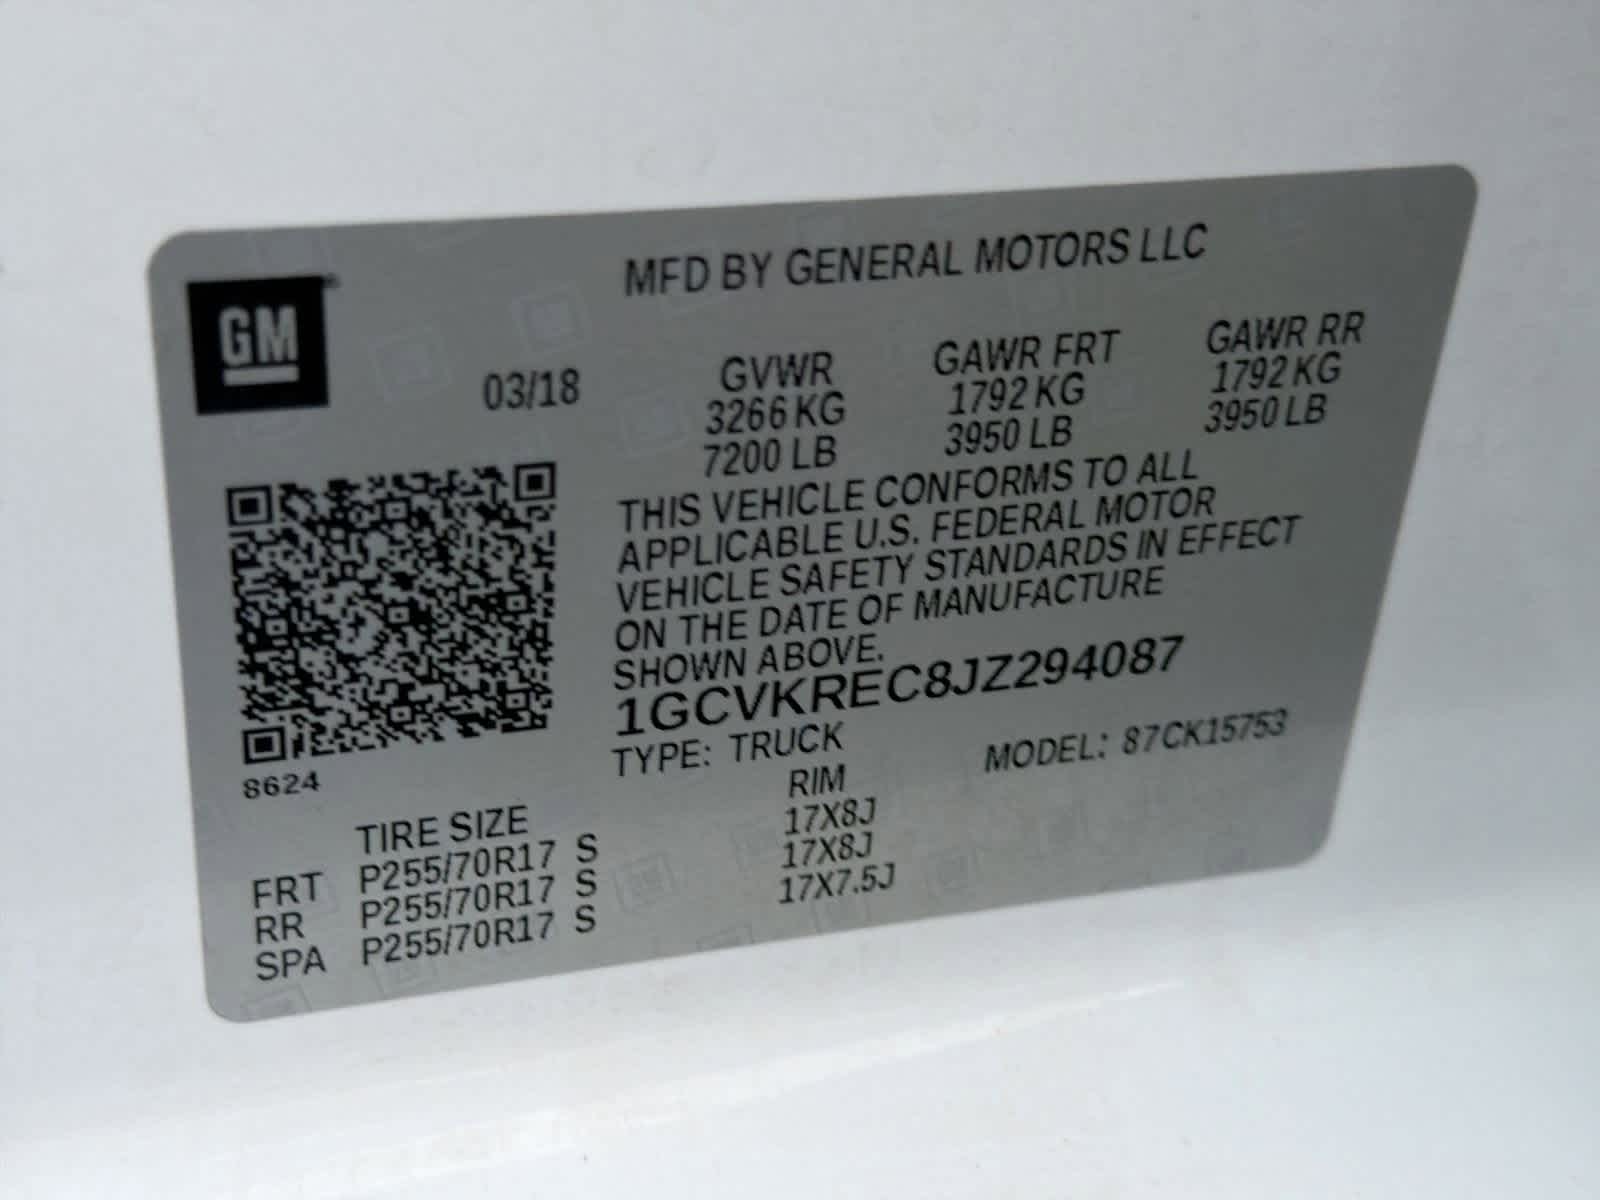 MFD BY GENERAL MOTORS LLC
GM
03/18 GVWR GAWR FRT GAWR RR
3266 KG 1792 KG 1792 KG
7200 LB 3950 LB 3950 LB
THIS VEHICLE CONFORMS TO ALL
APPLICABLE U.S. FEDERAL MOTOR
VEHICLE SAFETY STANDARDS IN EFFECT
ON THE DATE OF MANUFACTURE
SHOWN ABOVE.
1GCVKREC8JZ294087
TYPE: TRUCK MODEL: 87CK15753
8624
TIRE SIZE RIM
FRT P255/70R17 S 17X8J
RR P255/70R17 S 17X8J
SPA P255/70R17 S 17X7.5J